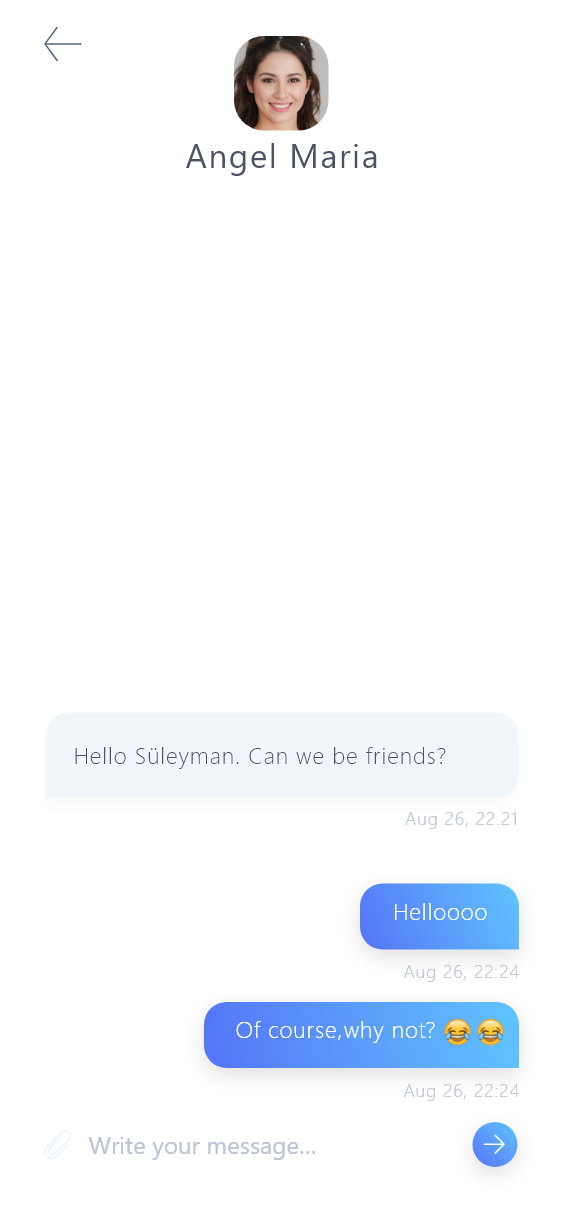 Angel Maria
Hello Süleyman. Can we be friends?
Aug 26, 22.21
Helloooo
Aug 26, 22:24
Of course,why not? 😂😂
Aug 26, 22:24
Write your message...